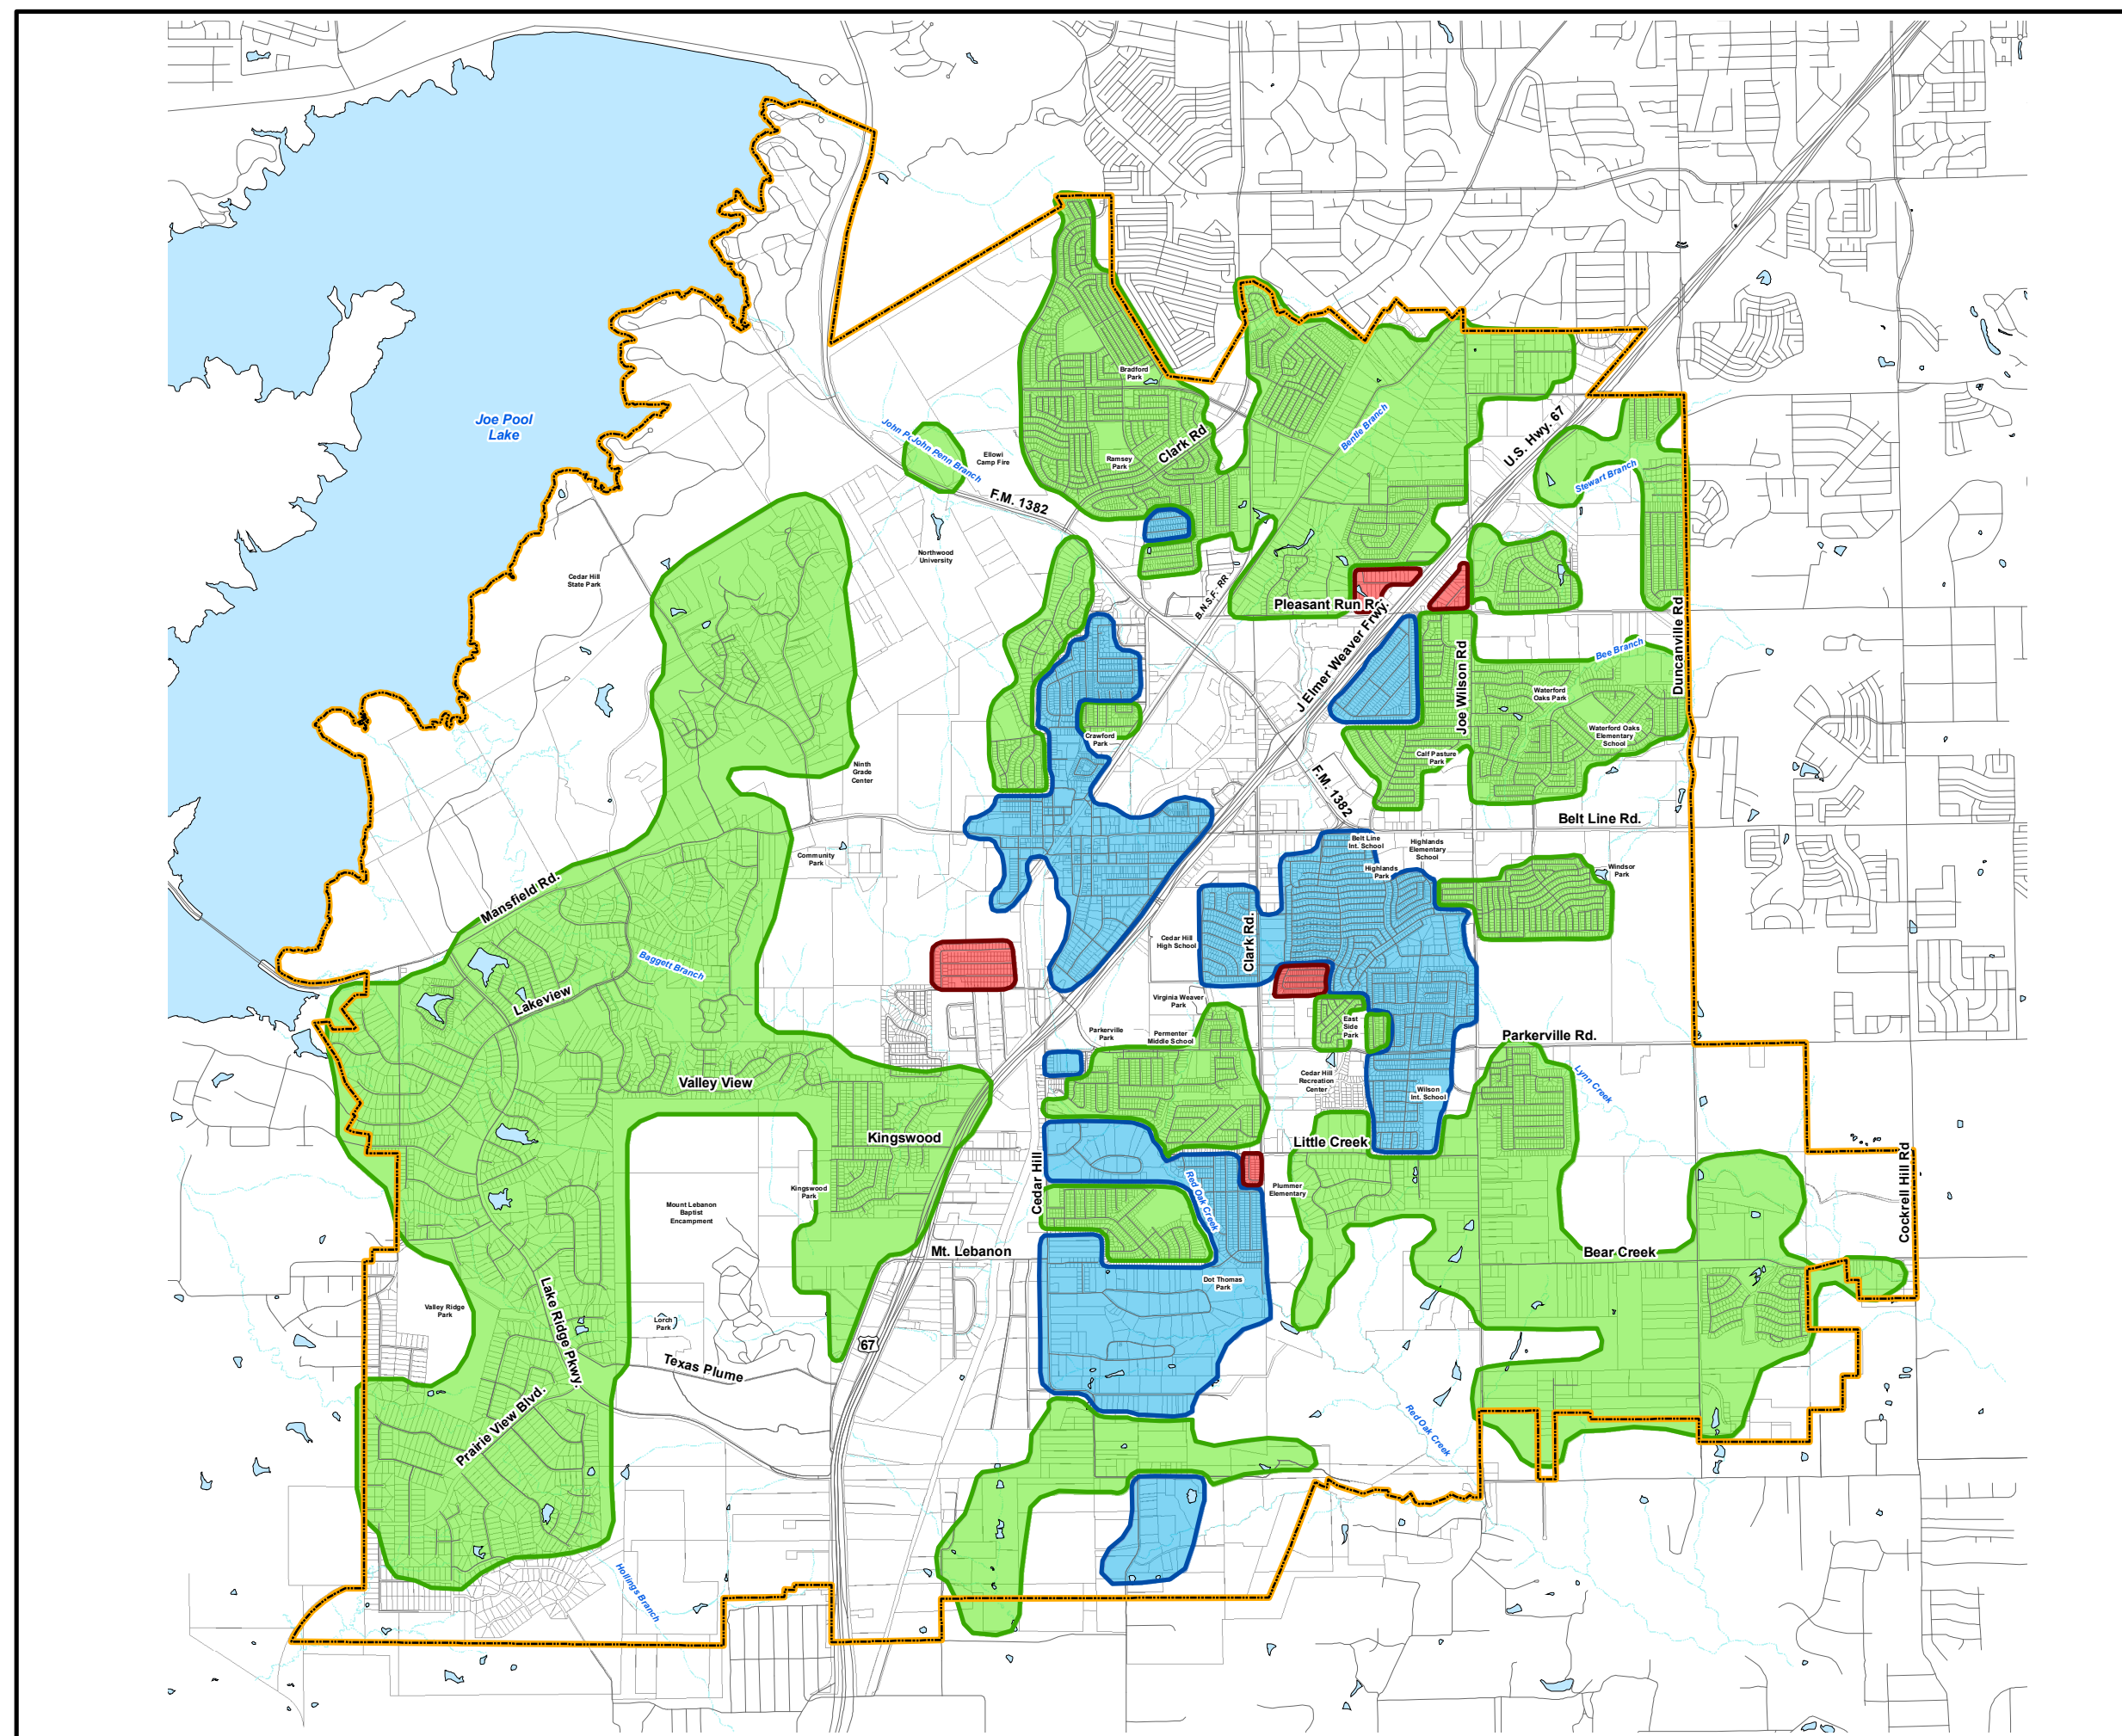 Joe Pool
Lake
Bradford
Park
Clark Rd
Ramsey
Park
Bentle Branch
U.S. Hwy. 67
Stewart Branch
John P
John Penn Branch
Ellowi
Camp Fire
F.M. 1382
Northwood
University
Cedar Hill
State Park
B.N.S.F. RR
Pleasant Run R
J Elmer Weaver Frwy.
Joe Wilson Rd
Duncanville Rd
Bee Branch
Waterford
Oaks Park
Waterford Oaks
Elementary
School
Crawford
Park
Calf Pasture
Park
Ninth
Grade
Center
F.M. 1382
Belt Line Rd.
Community
Park
Belt Line
Int. School
Highlands
Elementary
School
Highlands
Park
Windsor
Park
Mansfield Rd.
Cedar Hill
High School
Clark Rd.
Baggett Branch
Lakeview
Virginia Weaver
Park
Parkerville
Park
Permenter
Middle School
East
Side
Park
Parkerville Rd.
Valley View
Cedar Hill
Recreation
Center
Wilson
Int. School
Lynn Creek
Kingswood
Little Creek
Cedar Hill
Red Oak Creek
Plummer
Elementary
Kingswood
Park
Mount Lebanon
Baptist
Encampment
Cockrell Hill Rd
Mt. Lebanon
Bear Creek
Dot Thomas
Park
Valley Ridge
Park
Lake Ridge Pkwy.
Lorch
Park
67
Texas Plume
Prairie View Blvd.
Red Oak Creek
Hollings Branch